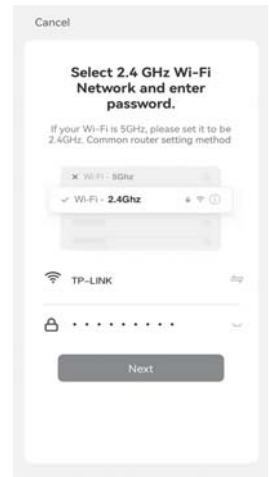 Cancel
Select 2.4 GHz Wi-Fi
Network and enter
password.
If your Wi-Fi is 5GHz, please set it to be
2.4GHz. Common router setting method
Wi-Fi - 5Ghz
Wi-Fi - 2.4Ghz
TP-LINK
Next